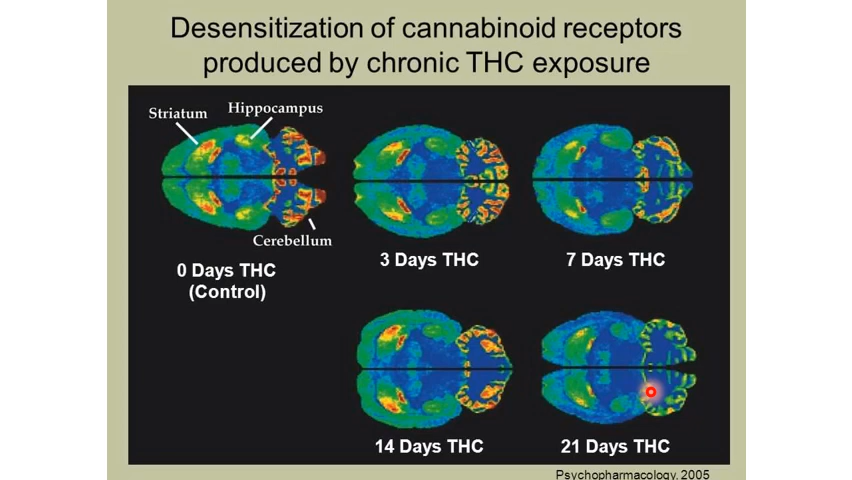 Desensitization of cannabinoid receptors
produced by chronic THC exposure
Striatum
Hippocampus
Cerebellum
0 Days THC
(Control)
3 Days THC
7 Days THC
14 Days THC
21 Days THC
Psychopharmacology, 2005